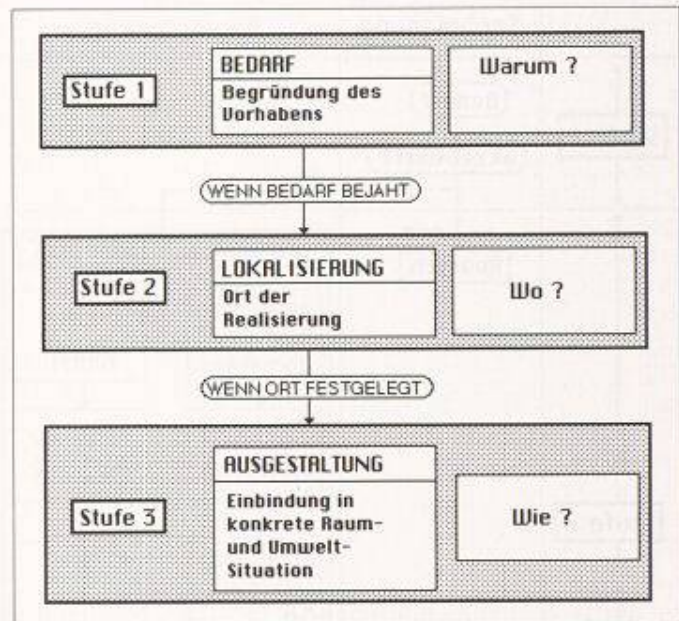 Stufe 1
BEDARF
Begründung des
Vorhabens
Warum ?
WENN BEDARF BEJAHT
Stufe 2
LOKALISIERUNG
Ort der
Realisierung
Wo ?
WENN ORT FESTGELEGT
Stufe 3
AUSGESTALTUNG
Einbindung in
konkrete Raum-
und Umwelt-
Situation
Wie ?